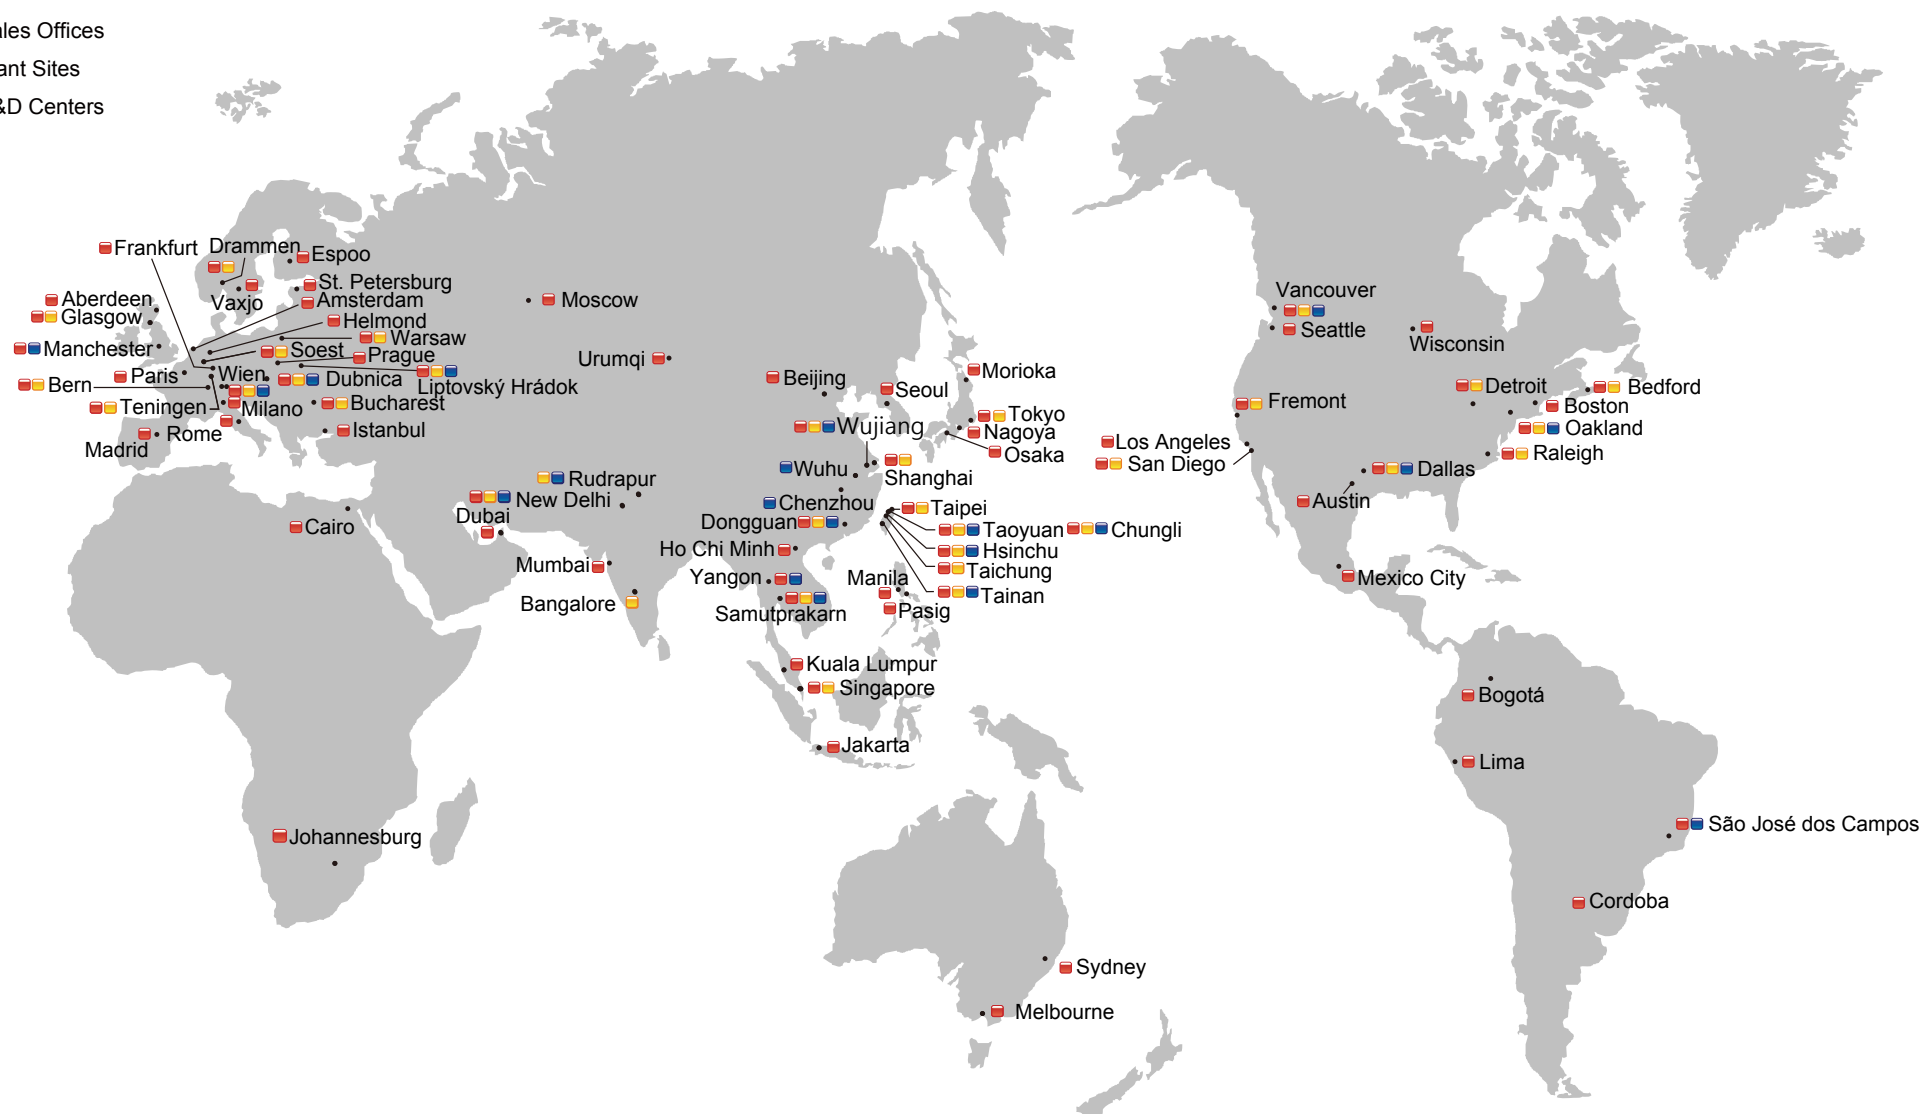 ales Offices
ant Sites
&D Centers
Frankfurt
Drammen
Espoo
St. Petersburg
Aberdeen
Vaxjo
Amsterdam
Moscow
Glasgow
Helmond
Warsaw
Manchester
Soest
Prague
Urumqi
Paris
Wien
Dubnica
Liptovský Hrádok
Bern
Teningen
Milano
Bucharest
Rome
Istanbul
Madrid
Beijing
Seoul
Morioka
Tokyo
Wujiang
Nagoya
Osaka
Wuhu
Shanghai
Rudrapur
New Delhi
Chenzhou
Dubai
Cairo
Dongguan
Taipei
Taoyuan
Chungli
Ho Chi Minh
Hsinchu
Mumbai
Yangon
Manila
Taichung
Bangalore
Samutprakarn
Pasig
Tainan
Kuala Lumpur
Singapore
Jakarta
Johannesburg
Sydney
Melbourne
Vancouver
Seattle
Wisconsin
Detroit
Bedford
Fremont
Boston
Oakland
Los Angeles
San Diego
Raleigh
Dallas
Austin
Mexico City
Bogotá
Lima
São José dos Campos
Cordoba